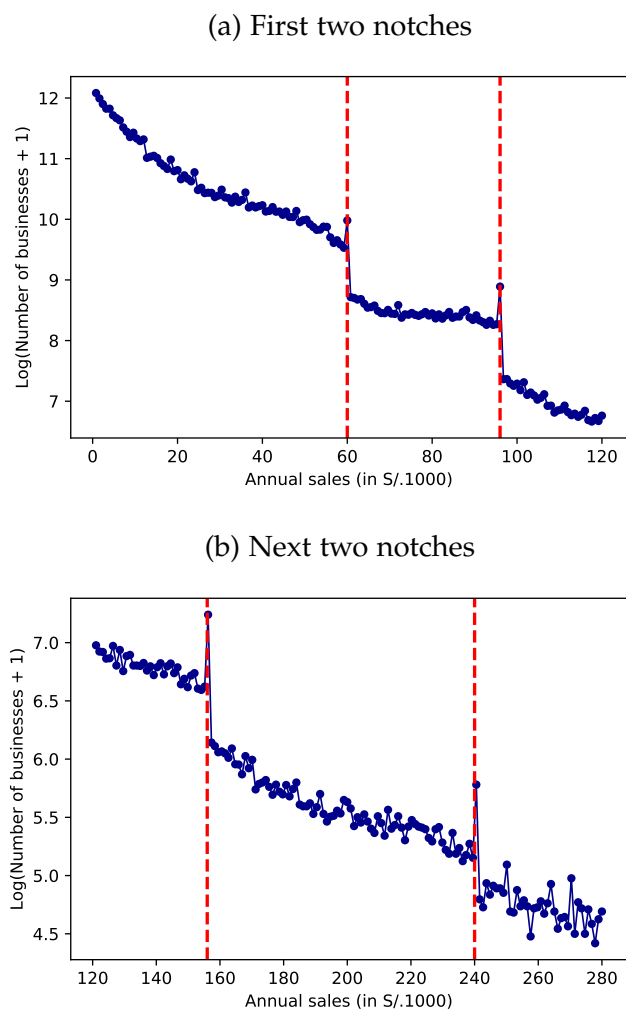 (a) First two notches
Log(Number of businesses + 1)
12
11
10
9
8
7
0 20 40 60 80 100 120
Annual sales (in S/.1000)
(b) Next two notches
Log(Number of businesses + 1)
7.0
6.5
6.0
5.5
5.0
4.5
120 140 160 180 200 220 240 260 280
Annual sales (in S/.1000)